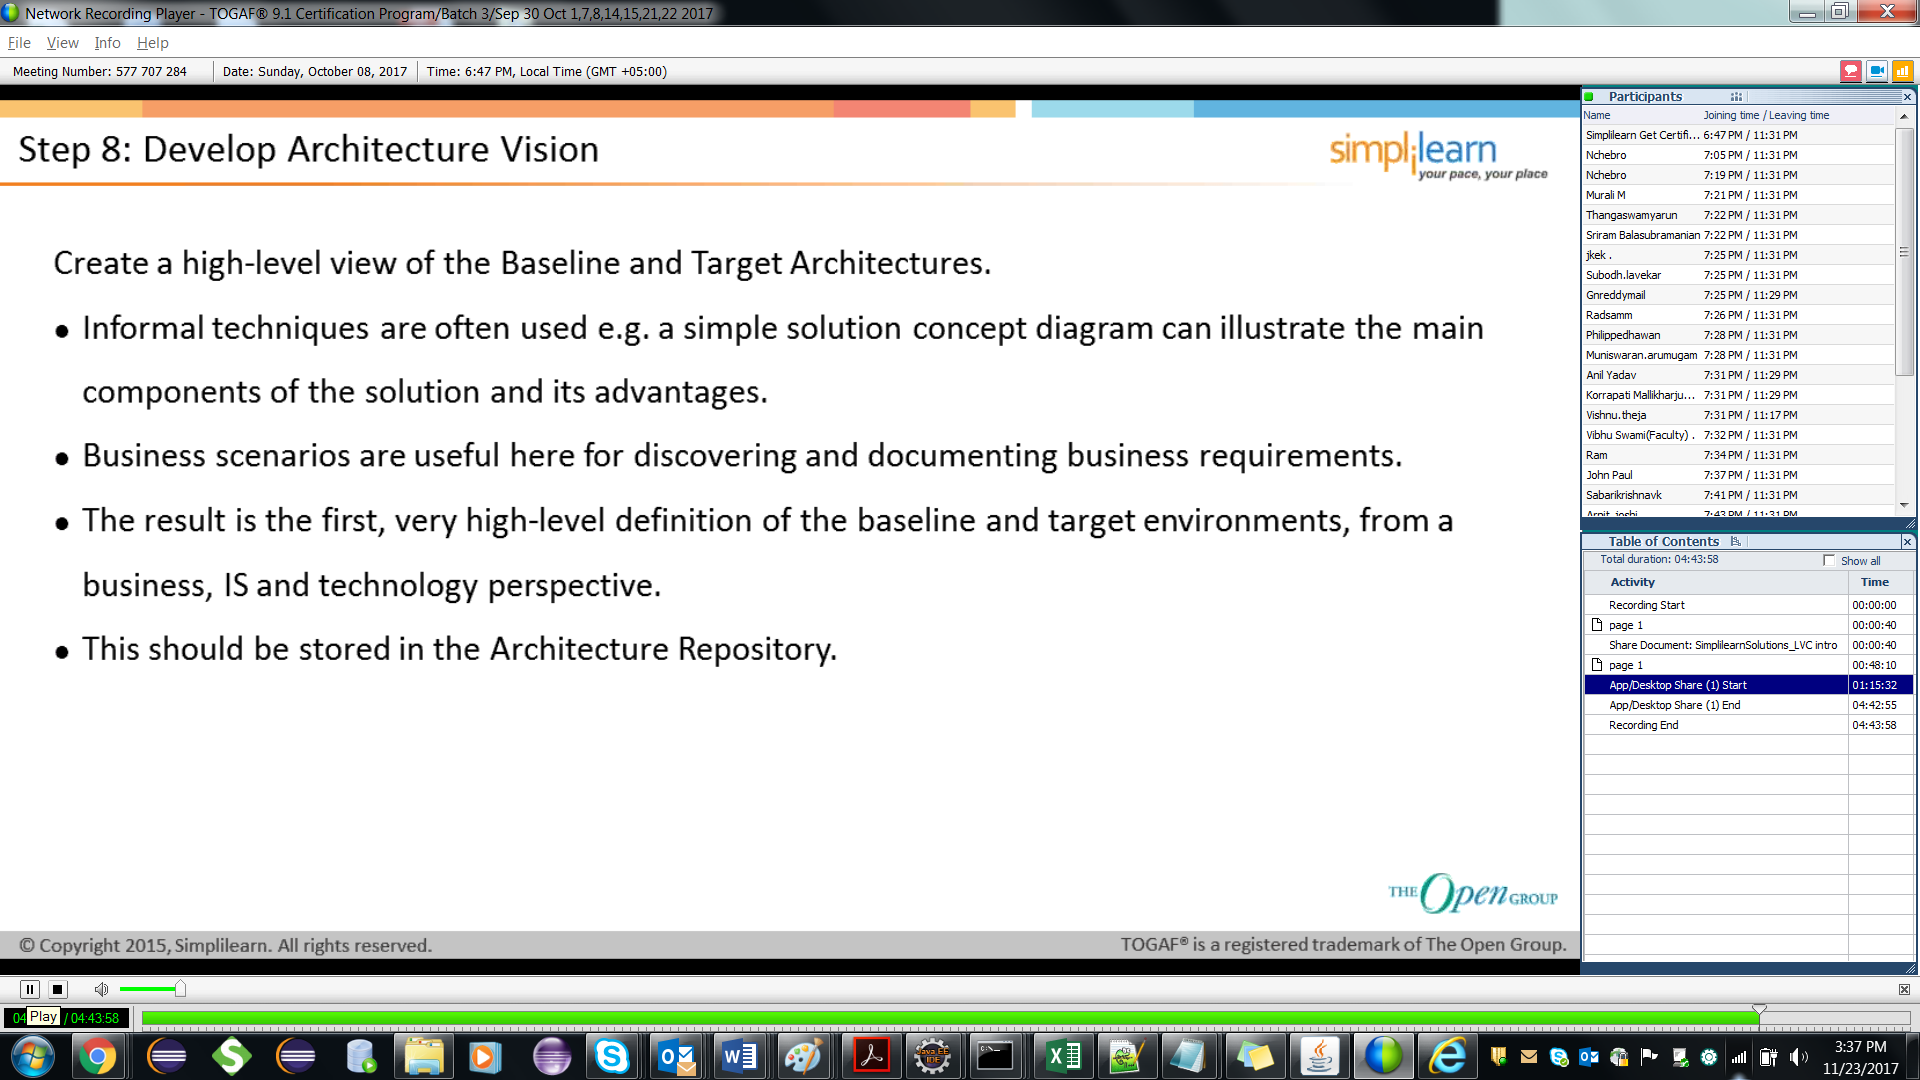 Network Recording Player - TOGAF® 9.1 Certification Program/Batch 3/Sep 30 Oct 1,7,8,14,15,21,22 2017
File View Info Help
Meeting Number: 577 707 284 Date: Sunday, October 08, 2017 Time: 6:47 PM, Local Time (GMT +05:00)
Step 8: Develop Architecture Vision
simplilearn
your pace, your place
Create a high-level view of the Baseline and Target Architectures.
● Informal techniques are often used e.g. a simple solution concept diagram can illustrate the main
components of the solution and its advantages.
● Business scenarios are useful here for discovering and documenting business requirements.
● The result is the first, very high-level definition of the baseline and target environments, from a
business, IS and technology perspective.
● This should be stored in the Architecture Repository.
THE Open GROUP
© Copyright 2015, Simplilearn. All rights reserved.
TOGAF® is a registered trademark of The Open Group.
Participants
Name Joining time / Leaving time
Simplilearn Get Certifi... 6:47 PM / 11:31 PM
Nchebro 7:05 PM / 11:31 PM
Nchebro 7:19 PM / 11:31 PM
Murali M 7:21 PM / 11:31 PM
Thangaswamyarun 7:22 PM / 11:31 PM
Sriram Balasubramanian 7:22 PM / 11:31 PM
jkek . 7:25 PM / 11:31 PM
Subodh.lavekar 7:25 PM / 11:31 PM
Gnreddymail 7:25 PM / 11:29 PM
Radsamm 7:26 PM / 11:31 PM
Philippedhawan 7:28 PM / 11:31 PM
Muniswaran.arumugam 7:28 PM / 11:31 PM
Anil Yadav 7:31 PM / 11:29 PM
Korrapati Mallikharju... 7:31 PM / 11:29 PM
Vishnu.theja 7:31 PM / 11:17 PM
Vibhu Swami(Faculty) . 7:32 PM / 11:31 PM
Ram 7:34 PM / 11:31 PM
John Paul 7:37 PM / 11:31 PM
Sabarikrishnavk 7:41 PM / 11:31 PM
Arpit.joshi 7:43 PM / 11:31 PM
Table of Contents
Total duration: 04:43:58 Show all
Activity Time
Recording Start 00:00:00
page 1 00:00:40
Share Document: SimplilearnSolutions_LVC intro 00:00:40
page 1 00:48:10
App/Desktop Share (1) Start 01:15:32
App/Desktop Share (1) End 04:42:55
Recording End 04:43:58
04 Play / 04:43:58
3:37 PM
11/23/2017